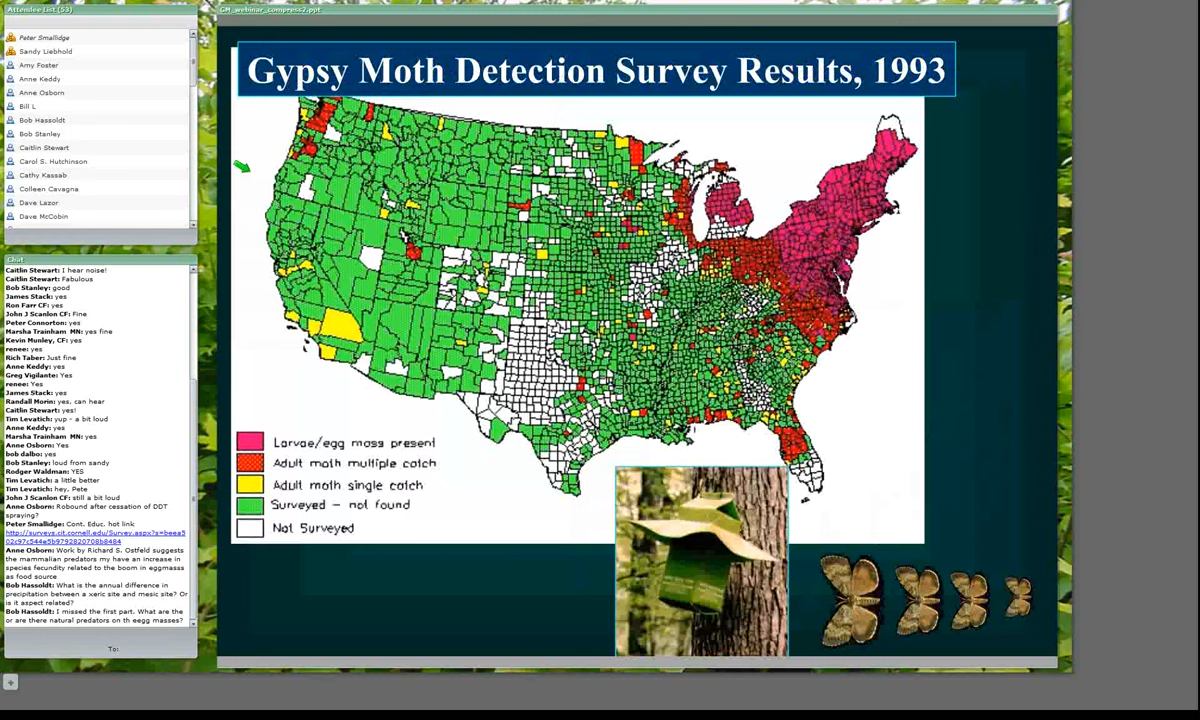 Attendee List (53)
Peter Smallidge
Sandy Liebhold
Amy Foster
Anne Keddy
Anne Osborn
Bill L
Bob Hassoldt
Bob Stanley
Caitlin Stewart
Carol S. Hutchinson
Cathy Kassab
Colleen Cavagna
Dave Lazor
Dave McCobin
Chat
Caitlin Stewart: I hear noise!
Caitlin Stewart: Fabulous
Bob Stanley: good
James Stack: yes
Ron Farr CF: yes
John J Scanlon CF: Fine
Peter Connorton: yes
Marsha Trainham MN: yes fine
Kevin Munley, CF: yes
renee: yes
Rich Taber: Just fine
Anne Keddy: yes
Greg Vigilante: Yes
renee: Yes
James Stack: yes
Randall Morin: yes, can hear
Caitlin Stewart: yes!
Tim Levatich: yup - a bit loud
Anne Keddy: yes
Marsha Trainham MN: yes
Anne Osborn: Yes
bob dalbo: yes
Bob Stanley: loud from sandy
Rodger Waldman: YES
Tim Levatich: a little better
Tim Levatich: hey, Pete
John J Scanlon CF: still a bit loud
Anne Osborn: Robound after cessation of DDT
spraying?
Peter Smallidge: Cont. Educ. hot link
http://surveys.cit.cornell.edu/Survey.aspx?s=beea5
02c97c544e5b9792820708b8484
Anne Osborn: Work by Richard S. Ostfeld suggests
the mammalian predators my have an increase in
species fecundity related to the boom in eggmasss
as food source
Bob Hassoldt: What is the annual difference in
precipitation between a xeric site and mesic site? Or
is it aspect related?
Bob Hassoldt: I missed the first part. What are the
or are there natural predators on th eegg masses?
To:
GM_webinar_compress2.ppt
Gypsy Moth Detection Survey Results, 1993
Larvae/egg mass present
Adult moth multiple catch
Adult moth single catch
Surveyed - not found
Not Surveyed